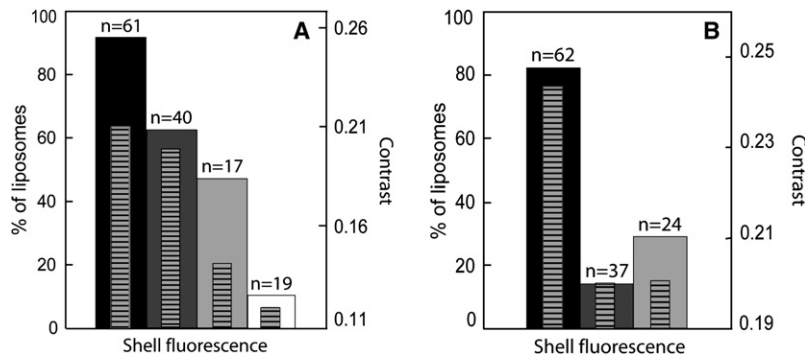 A
% of liposomes
100
80
60
40
20
0
n=61
n=40
n=17
n=19
0.26
0.21
0.16
0.11
Contrast
Shell fluorescence
B
% of liposomes
100
80
60
40
20
0
n=62
n=37
n=24
0.25
0.23
0.21
0.19
Contrast
Shell fluorescence